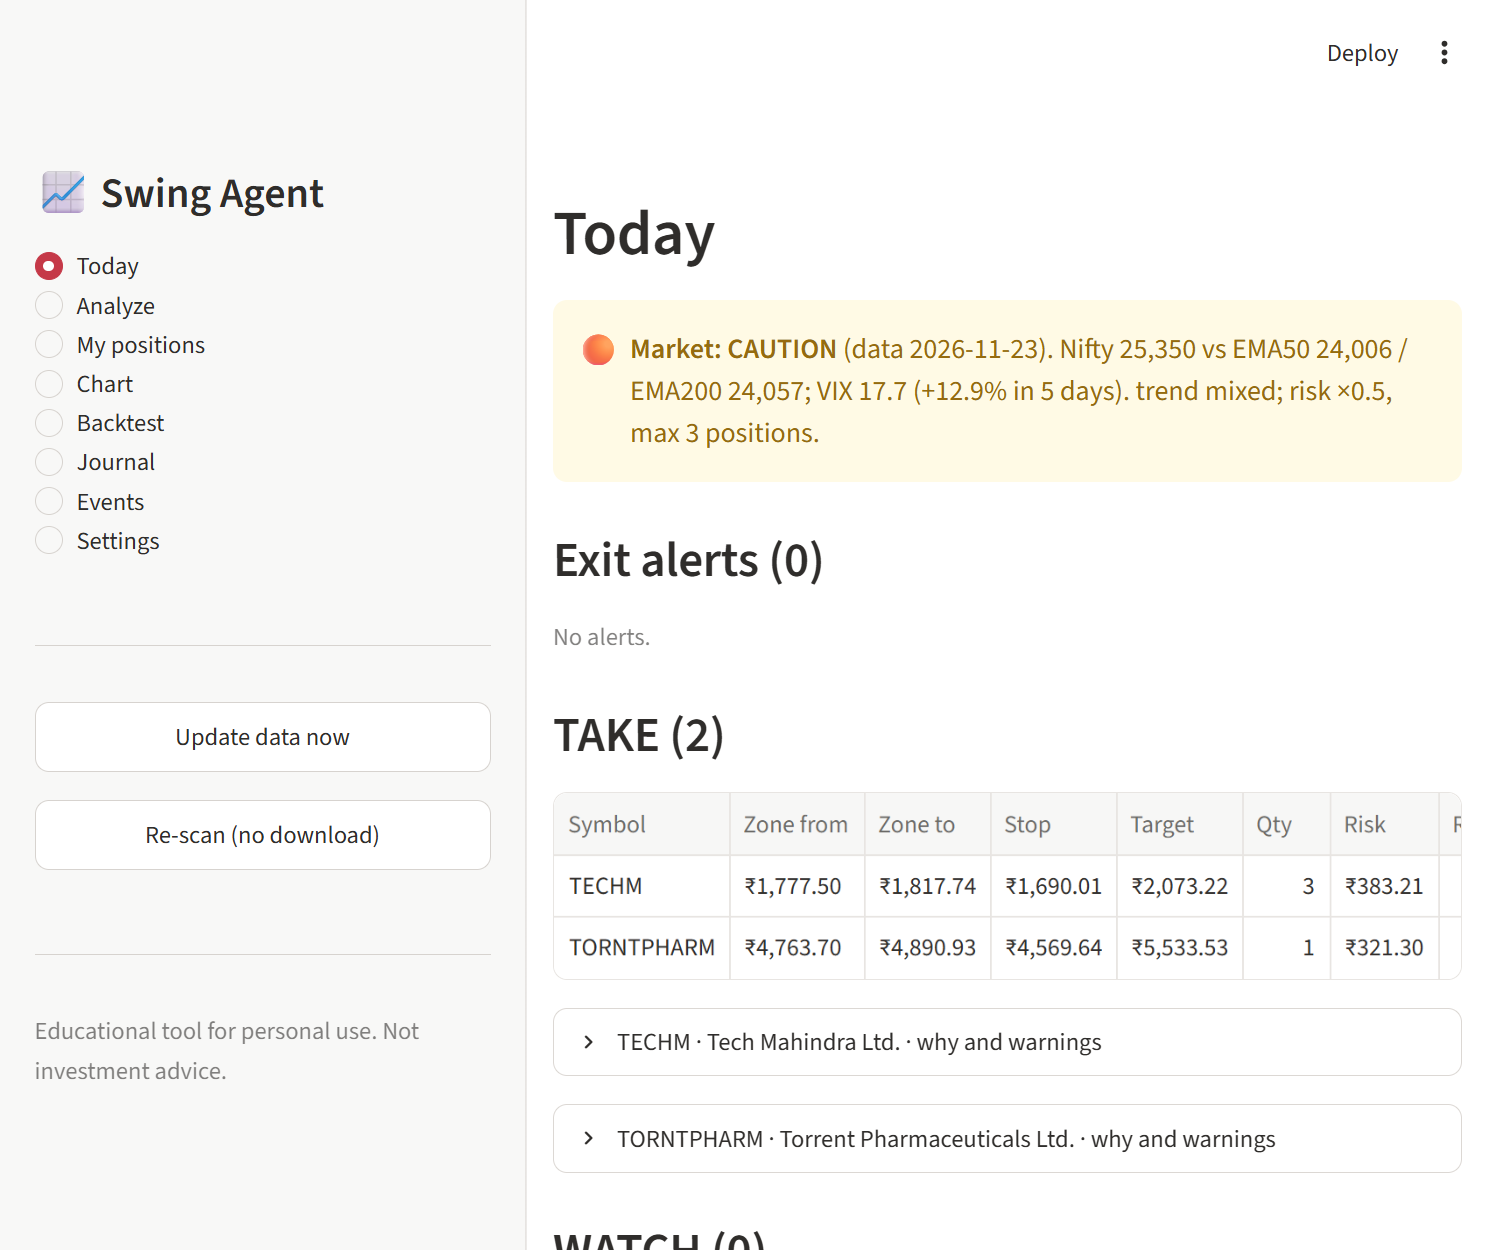 Deploy
Swing Agent
Today
Analyze
My positions
Chart
Backtest
Journal
Events
Settings
Update data now
Re-scan (no download)
Educational tool for personal use. Not
investment advice.
Today
Market: CAUTION (data 2026-11-23). Nifty 25,350 vs EMA50 24,006 /
EMA200 24,057; VIX 17.7 (+12.9% in 5 days). trend mixed; risk ×0.5,
max 3 positions.
Exit alerts (0)
No alerts.
TAKE (2)
Symbol Zone from Zone to Stop Target Qty Risk
TECHM ₹1,777.50 ₹1,817.74 ₹1,690.01 ₹2,073.22 3 ₹383.21
TORNTPHARM ₹4,763.70 ₹4,890.93 ₹4,569.64 ₹5,533.53 1 ₹321.30
TECHM · Tech Mahindra Ltd. · why and warnings
TORNTPHARM · Torrent Pharmaceuticals Ltd. · why and warnings
WATCH (0)